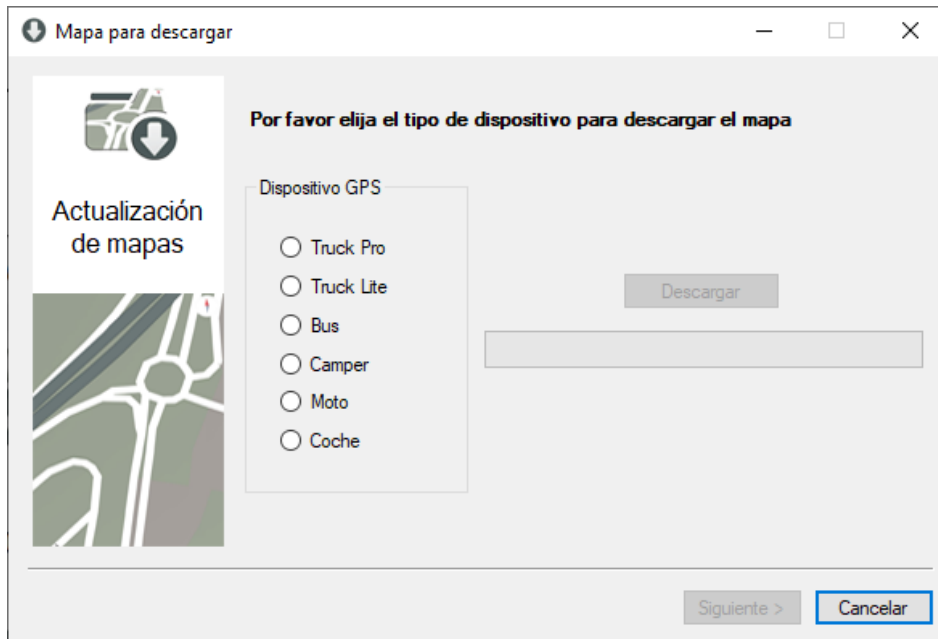 Mapa para descargar
Actualización
de mapas
Por favor elija el tipo de dispositivo para descargar el mapa
Dispositivo GPS
Truck Pro
Truck Lite
Bus
Camper
Moto
Coche
Descargar
Siguiente >
Cancelar